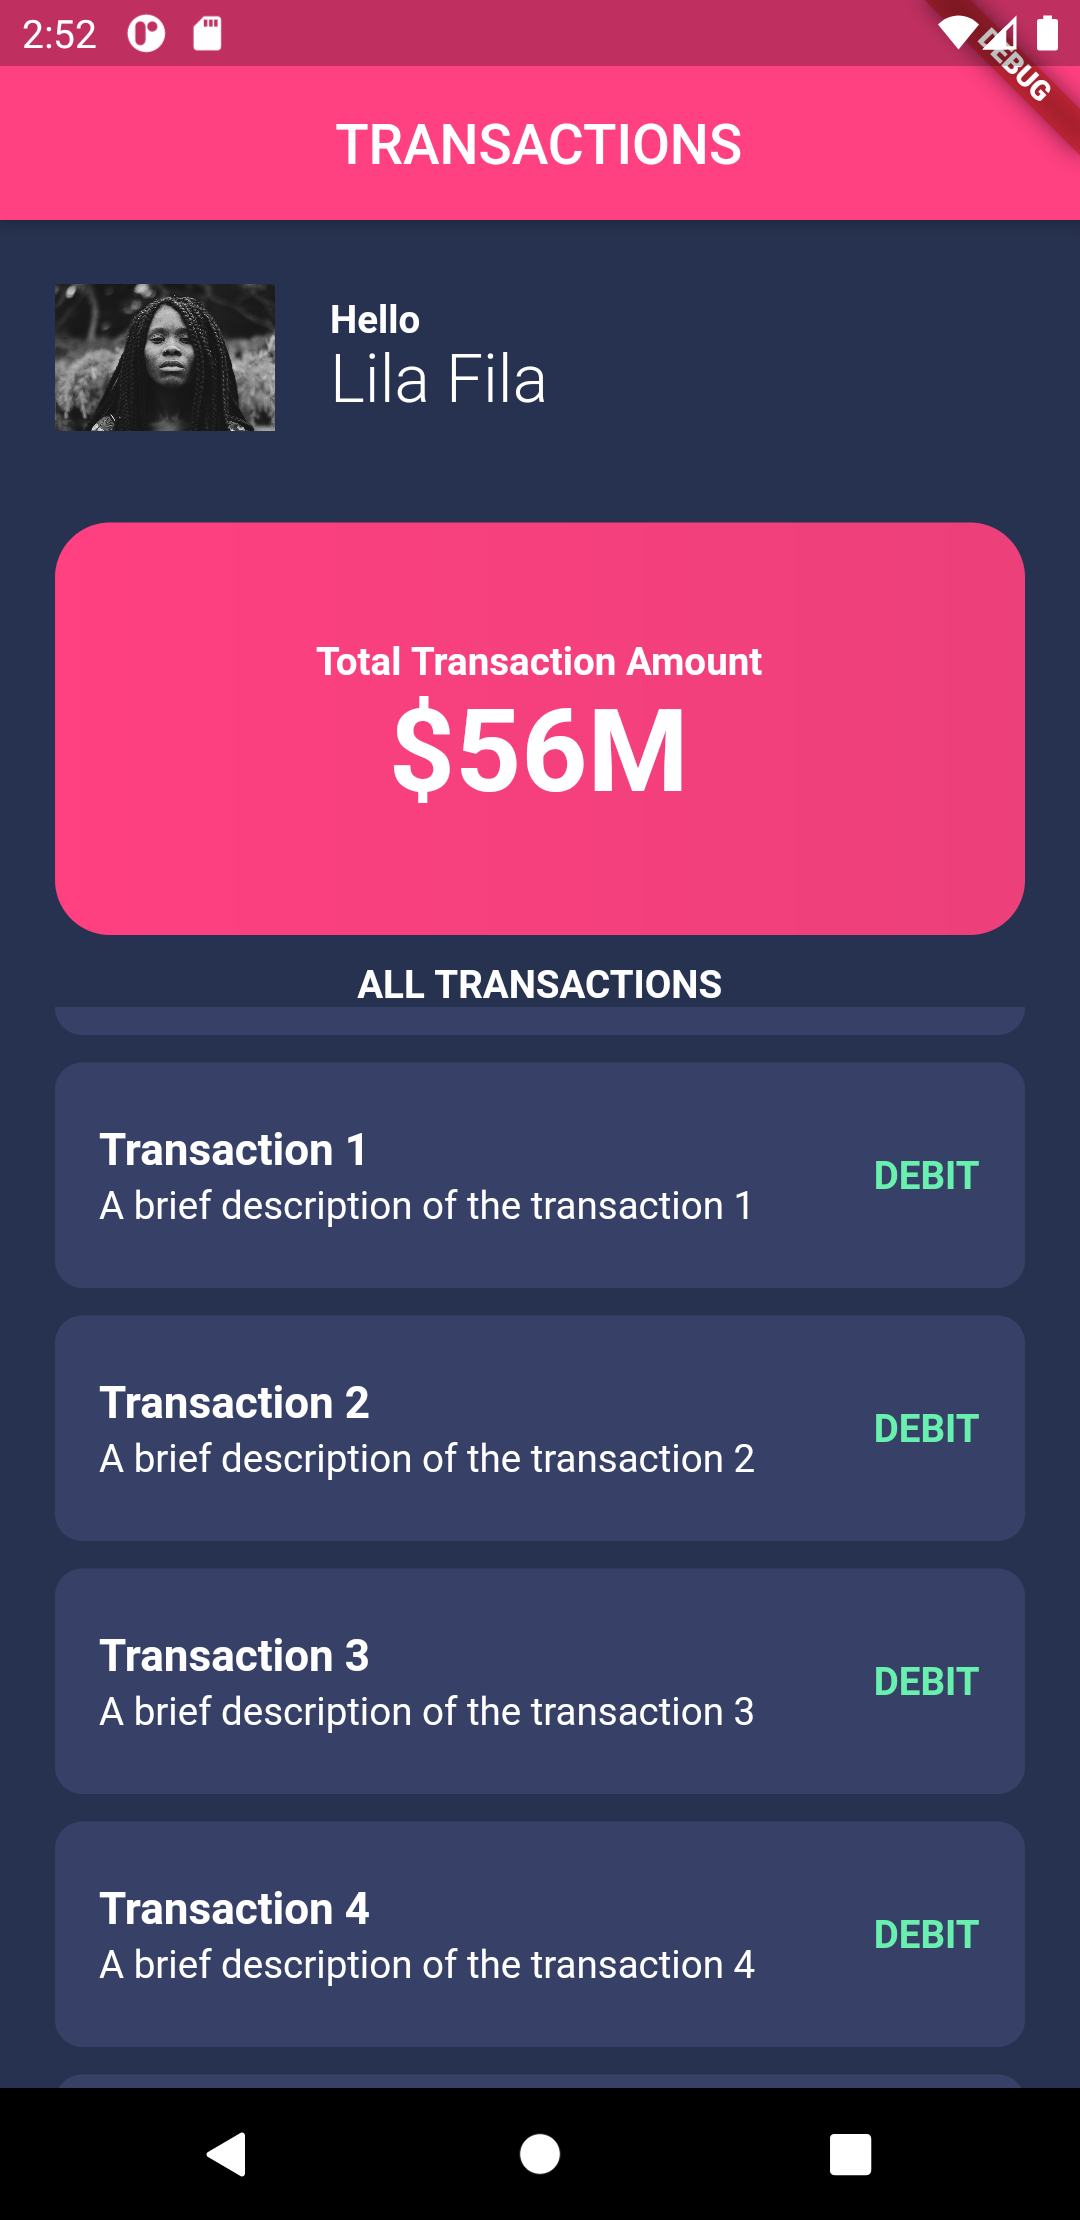 2:52
DEBUG
TRANSACTIONS
Hello
Lila Fila
Total Transaction Amount
$56M
ALL TRANSACTIONS
Transaction 1
A brief description of the transaction 1
DEBIT
Transaction 2
A brief description of the transaction 2
DEBIT
Transaction 3
A brief description of the transaction 3
DEBIT
Transaction 4
A brief description of the transaction 4
DEBIT